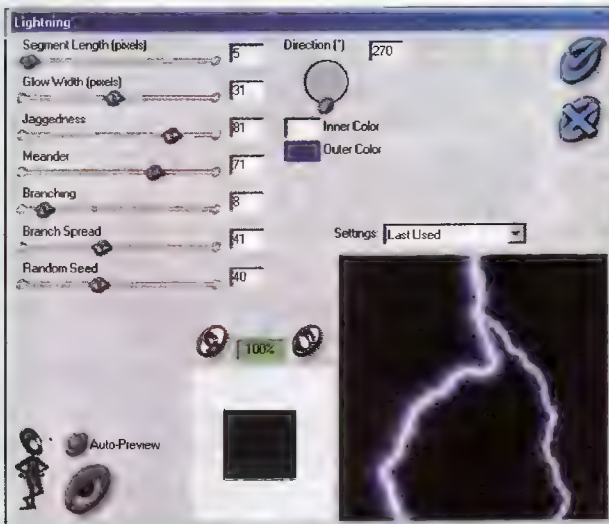 Lightning
Segment Length (pixels)
5
Glow Width (pixels)
31
Jaggedness
81
Meander
71
Branching
8
Branch Spread
41
Random Seed
40
Direction (°)
270
Inner Color
Outer Color
Settings: Last Used
100%
Auto-Preview